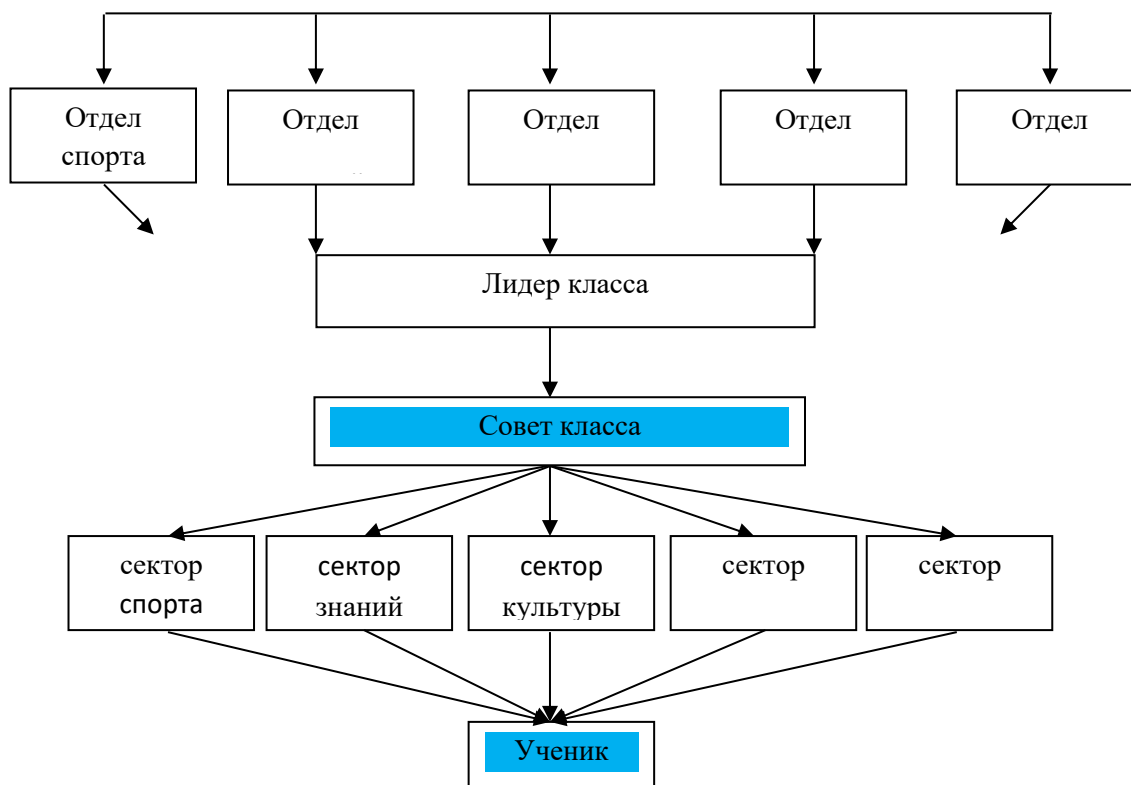 Отдел
спорта
Отдел
Отдел
Отдел
Отдел
Лидер класса
Совет класса
сектор
спорта
сектор
знаний
сектор
культуры
сектор
сектор
Ученик